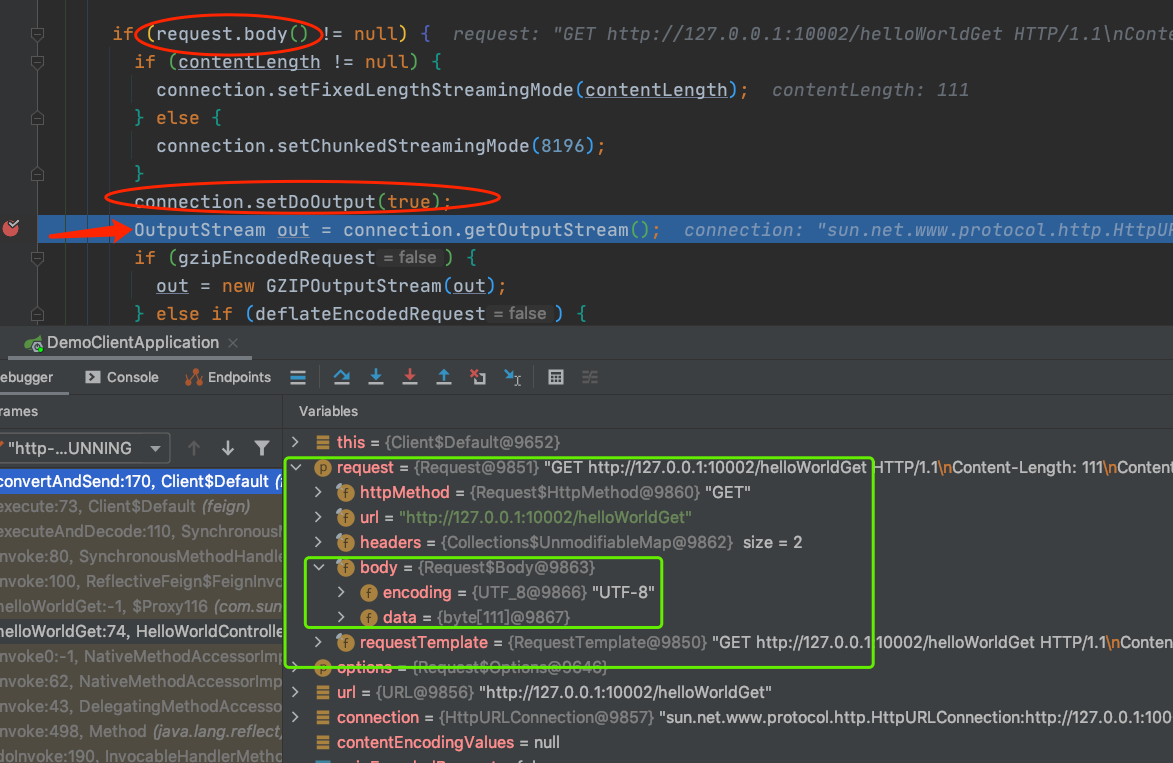 if (request.body() != null) { request: "GET http://127.0.0.1:10002/helloWorldGet HTTP/1.1\nConte
if (contentLength != null) {
connection.setFixedLengthStreamingMode(contentLength); contentLength: 111
} else {
connection.setChunkedStreamingMode(8196);
}
connection.setDoOutput(true);
OutputStream out = connection.getOutputStream(); connection: "sun.net.www.protocol.http.HttpUR
if (gzipEncodedRequest = false ) {
out = new GZIPOutputStream(out);
} else if (deflateEncodedRequest = false ) {
DemoClientApplication
ebugger Console Endpoints
rames
Variables
"http-...UNNING
this = {Client$Default@9652}
request = {Request@9851} "GET http://127.0.0.1:10002/helloWorldGet HTTP/1.1\nContent-Length: 111\nContent
httpMethod = {Request$HttpMethod@9860} "GET"
url = "http://127.0.0.1:10002/helloWorldGet"
headers = {Collections$UnmodifiableMap@9862} size = 2
body = {Request$Body@9863}
encoding = {UTF_8@9866} "UTF-8"
data = {byte[111]@9867}
requestTemplate = {RequestTemplate@9850} "GET http://127.0.0.1:10002/helloWorldGet HTTP/1.1\nConten
options = {Request$Options@9646}
url = {URL@9856} "http://127.0.0.1:10002/helloWorldGet"
connection = {HttpURLConnection@9857} "sun.net.www.protocol.http.HttpURLConnection:http://127.0.0.1:100
contentEncodingValues = null
convertAndSend:170, Client$Default (f
execute:73, Client$Default (feign)
executeAndDecode:110, SynchronousM
invoke:80, SynchronousMethodHandle
invoke:100, ReflectiveFeign$FeignInvo
helloWorldGet:-1, $Proxy116 (com.sun
helloWorldGet:74, HelloWorldControlle
invoke0:-1, NativeMethodAccessorImp
invoke:62, NativeMethodAccessorImp
invoke:43, DelegatingMethodAccesso
invoke:498, Method (java.lang.reflect)
doInvoke:190, InvocableHandlerMetho